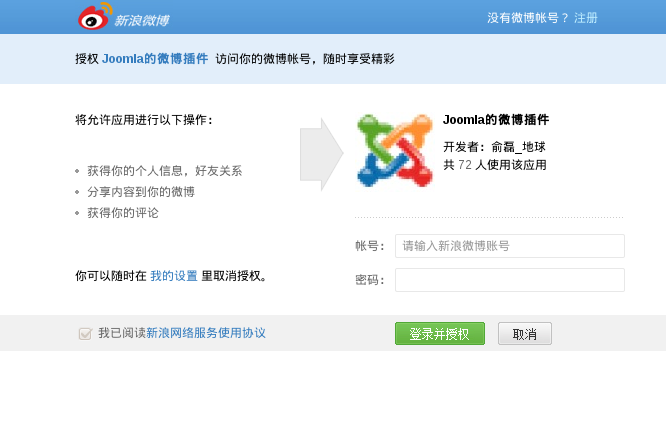 新浪微博
没有微博帐号？注册
授权 Joomla的微博插件 访问你的微博帐号，随时享受精彩
将允许应用进行以下操作：
获得你的个人信息，好友关系
分享内容到你的微博
获得你的评论
你可以随时在 我的设置 里取消授权。
Joomla的微博插件
开发者：俞磊_地球
共 72 人使用该应用
帐号： 请输入新浪微博账号
密码：
我已阅读新浪网络服务使用协议
登录并授权 取消